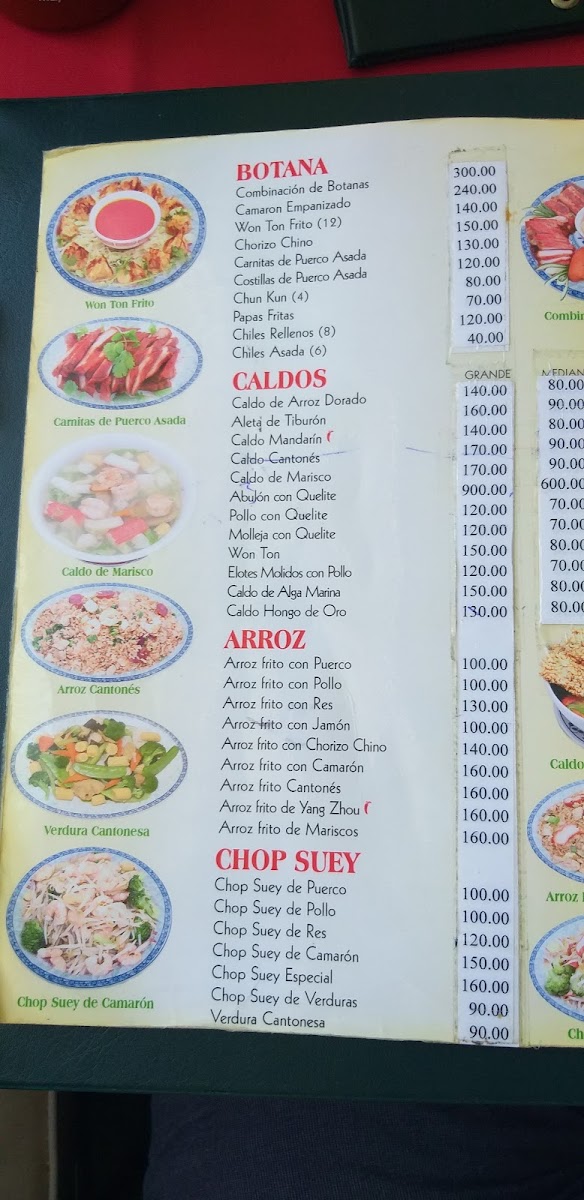 BOTANA
Combinación de Botanas 300.00
Camaron Empanizado 240.00
Won Ton Frito (12) 140.00
Chorizo Chino 150.00
Carnitas de Puerco Asada 130.00
Costillas de Puerco Asada 120.00
Chun Kun (4) 80.00
Papas Fritas 70.00
Chiles Rellenos (8) 120.00
Chiles Asada (6) 40.00
Won Ton Frito
Carnitas de Puerco Asada
CALDOS GRANDE MEDIAN
Caldo de Arroz Dorado 140.00 80.00
Aleta de Tiburón 160.00 90.00
Caldo Mandarín 140.00 80.00
Caldo Cantonés 170.00 90.00
Caldo de Marisco 170.00 90.00
Abulón con Quelite 900.00 600.00
Pollo con Quelite 120.00 70.00
Molleja con Quelite 120.00 70.00
Won Ton 150.00 80.00
Elotes Molidos con Pollo 120.00 70.00
Caldo de Alga Marina 150.00 80.00
Caldo Hongo de Oro 130.00 80.00
Caldo de Marisco
ARROZ
Arroz frito con Puerco 100.00
Arroz frito con Pollo 100.00
Arroz frito con Res 130.00
Arroz frito con Jamón 100.00
Arroz frito con Chorizo Chino 140.00
Arroz frito con Camarón 160.00
Arroz frito Cantonés 160.00
Arroz frito de Yang Zhou 160.00
Arroz frito de Mariscos 160.00
Arroz Cantonés
Verdura Cantonesa
CHOP SUEY
Chop Suey de Puerco 100.00
Chop Suey de Pollo 100.00
Chop Suey de Res 120.00
Chop Suey de Camarón 150.00
Chop Suey Especial 160.00
Chop Suey de Verduras 90.00
Verdura Cantonesa 90.00
Chop Suey de Camarón
Combin
Caldo
Arroz
Ch